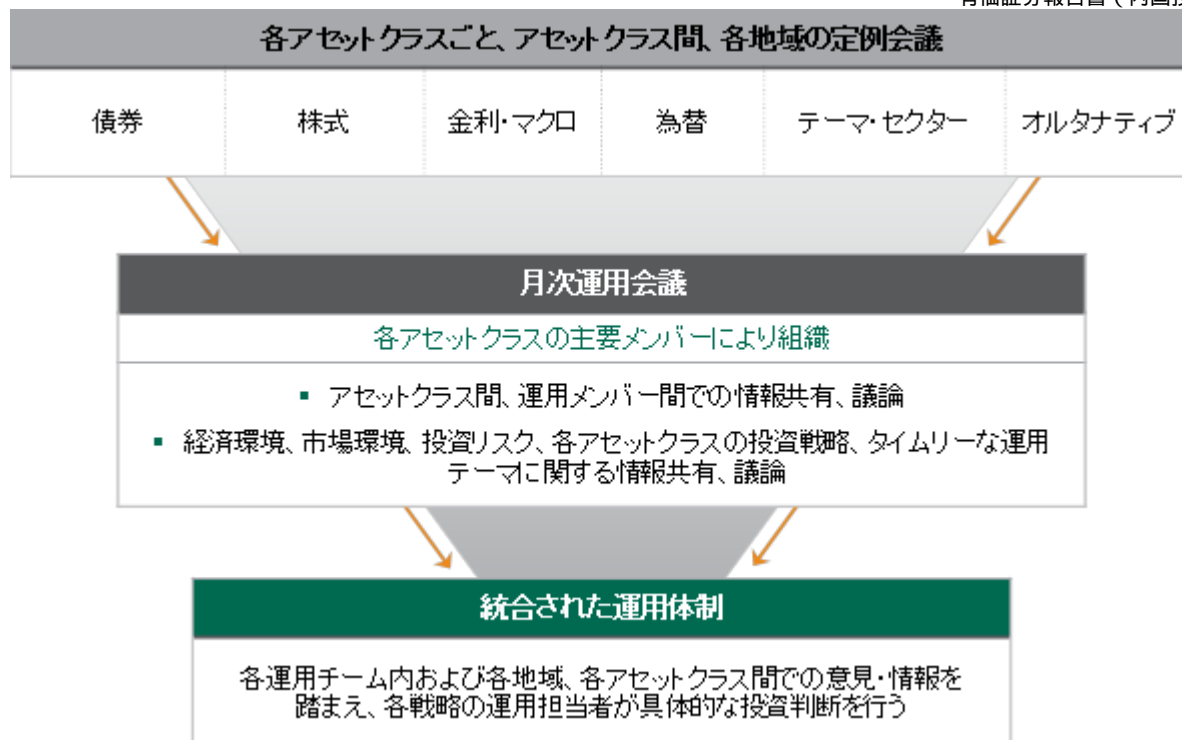 各アセットクラスごと、アセットクラス間、各地域の定例会議
債券 株式 金利・マクロ 為替 テーマ・セクター オルタナティブ
月次運用会議
各アセットクラスの主要メンバーにより組織
▪ アセットクラス間、運用メンバー間での情報共有、議論
▪ 経済環境、市場環境、投資リスク、各アセットクラスの投資戦略、タイムリーな運用
テーマに関する情報共有、議論
統合された運用体制
各運用チーム内および各地域、各アセットクラス間での意見・情報を
踏まえ、各戦略の運用担当者が具体的な投資判断を行う